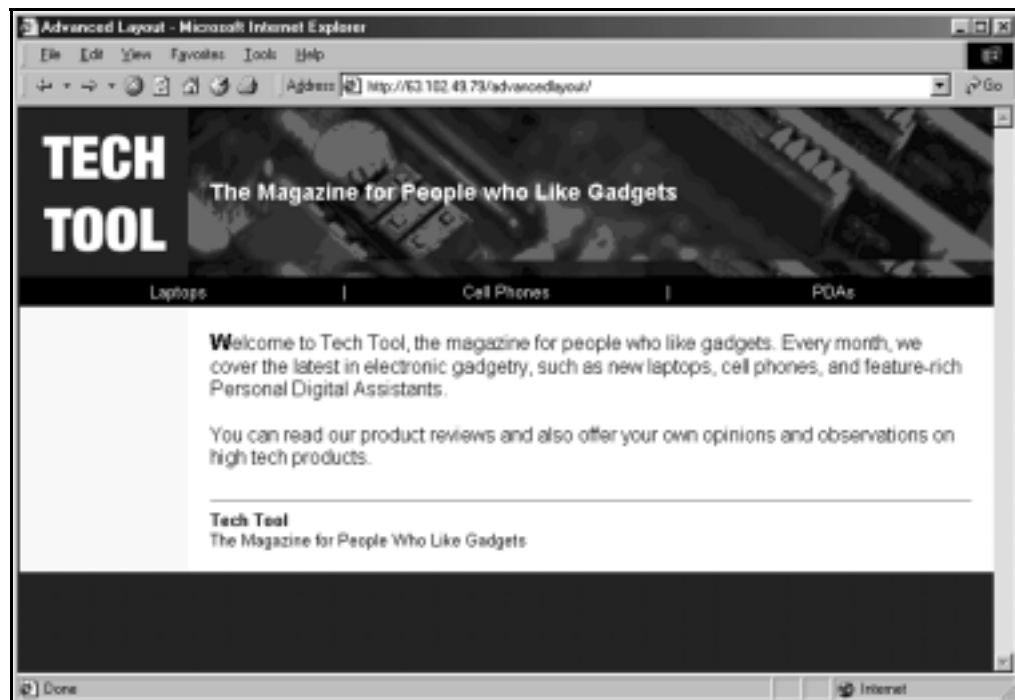 Advanced Layout - Microsoft Internet Explorer
File Edit View Favorites Tools Help
Address http://63.102.49.79/advancedlayout/ Go
TECH
TOOL
The Magazine for People who Like Gadgets
Laptops | Cell Phones | PDAs
Welcome to Tech Tool, the magazine for people who like gadgets. Every month, we
cover the latest in electronic gadgetry, such as new laptops, cell phones, and feature-rich
Personal Digital Assistants.
You can read our product reviews and also offer your own opinions and observations on
high tech products.
Tech Tool
The Magazine for People Who Like Gadgets
Done Internet